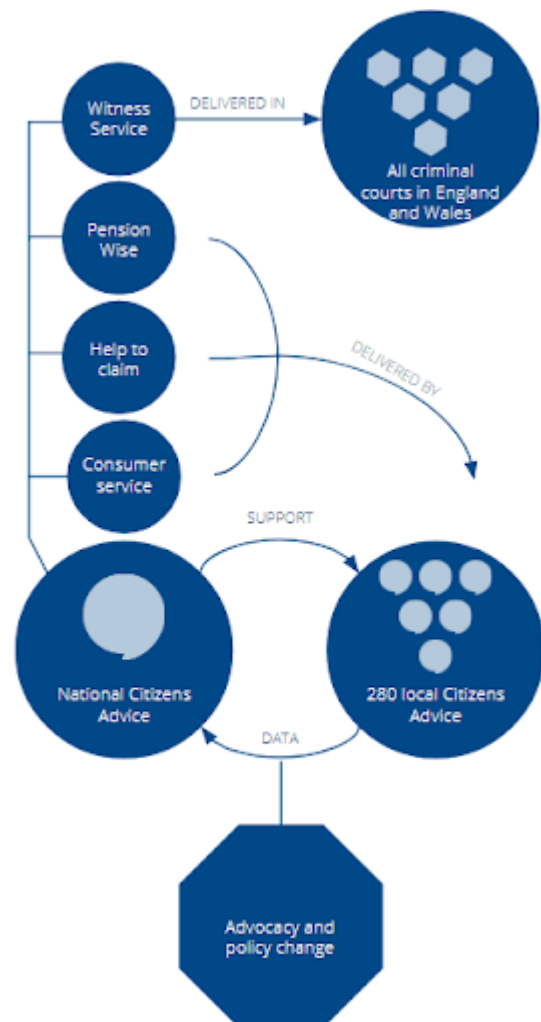 Witness
Service
DELIVERED IN
All criminal
courts in England
and Wales
Pension
Wise
Help to
claim
DELIVERED BY
Consumer
service
SUPPORT
National Citizens
Advice
280 local Citizens
Advice
DATA
Advocacy and
policy change